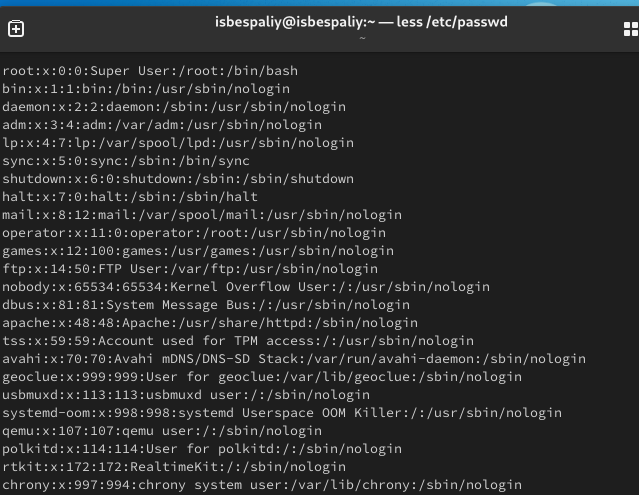 isbespaliy@isbespaliy:~ — less /etc/passwd
~
root:x:0:0:Super User:/root:/bin/bash
bin:x:1:1:bin:/bin:/usr/sbin/nologin
daemon:x:2:2:daemon:/sbin:/usr/sbin/nologin
adm:x:3:4:adm:/var/adm:/usr/sbin/nologin
lp:x:4:7:lp:/var/spool/lpd:/usr/sbin/nologin
sync:x:5:0:sync:/sbin:/bin/sync
shutdown:x:6:0:shutdown:/sbin:/sbin/shutdown
halt:x:7:0:halt:/sbin:/sbin/halt
mail:x:8:12:mail:/var/spool/mail:/usr/sbin/nologin
operator:x:11:0:operator:/root:/usr/sbin/nologin
games:x:12:100:games:/usr/games:/usr/sbin/nologin
ftp:x:14:50:FTP User:/var/ftp:/usr/sbin/nologin
nobody:x:65534:65534:Kernel Overflow User:/:/usr/sbin/nologin
dbus:x:81:81:System Message Bus:/:/usr/sbin/nologin
apache:x:48:48:Apache:/usr/share/httpd:/sbin/nologin
tss:x:59:59:Account used for TPM access:/:/usr/sbin/nologin
avahi:x:70:70:Avahi mDNS/DNS-SD Stack:/var/run/avahi-daemon:/sbin/nologin
geoclue:x:999:999:User for geoclue:/var/lib/geoclue:/sbin/nologin
usbmuxd:x:113:113:usbmuxd user:/:/sbin/nologin
systemd-oom:x:998:998:systemd Userspace OOM Killer:/:/usr/sbin/nologin
qemu:x:107:107:qemu user:/:/sbin/nologin
polkitd:x:114:114:User for polkitd:/:/sbin/nologin
rtkit:x:172:172:RealtimeKit:/:/sbin/nologin
chrony:x:997:994:chrony system user:/var/lib/chrony:/sbin/nologin